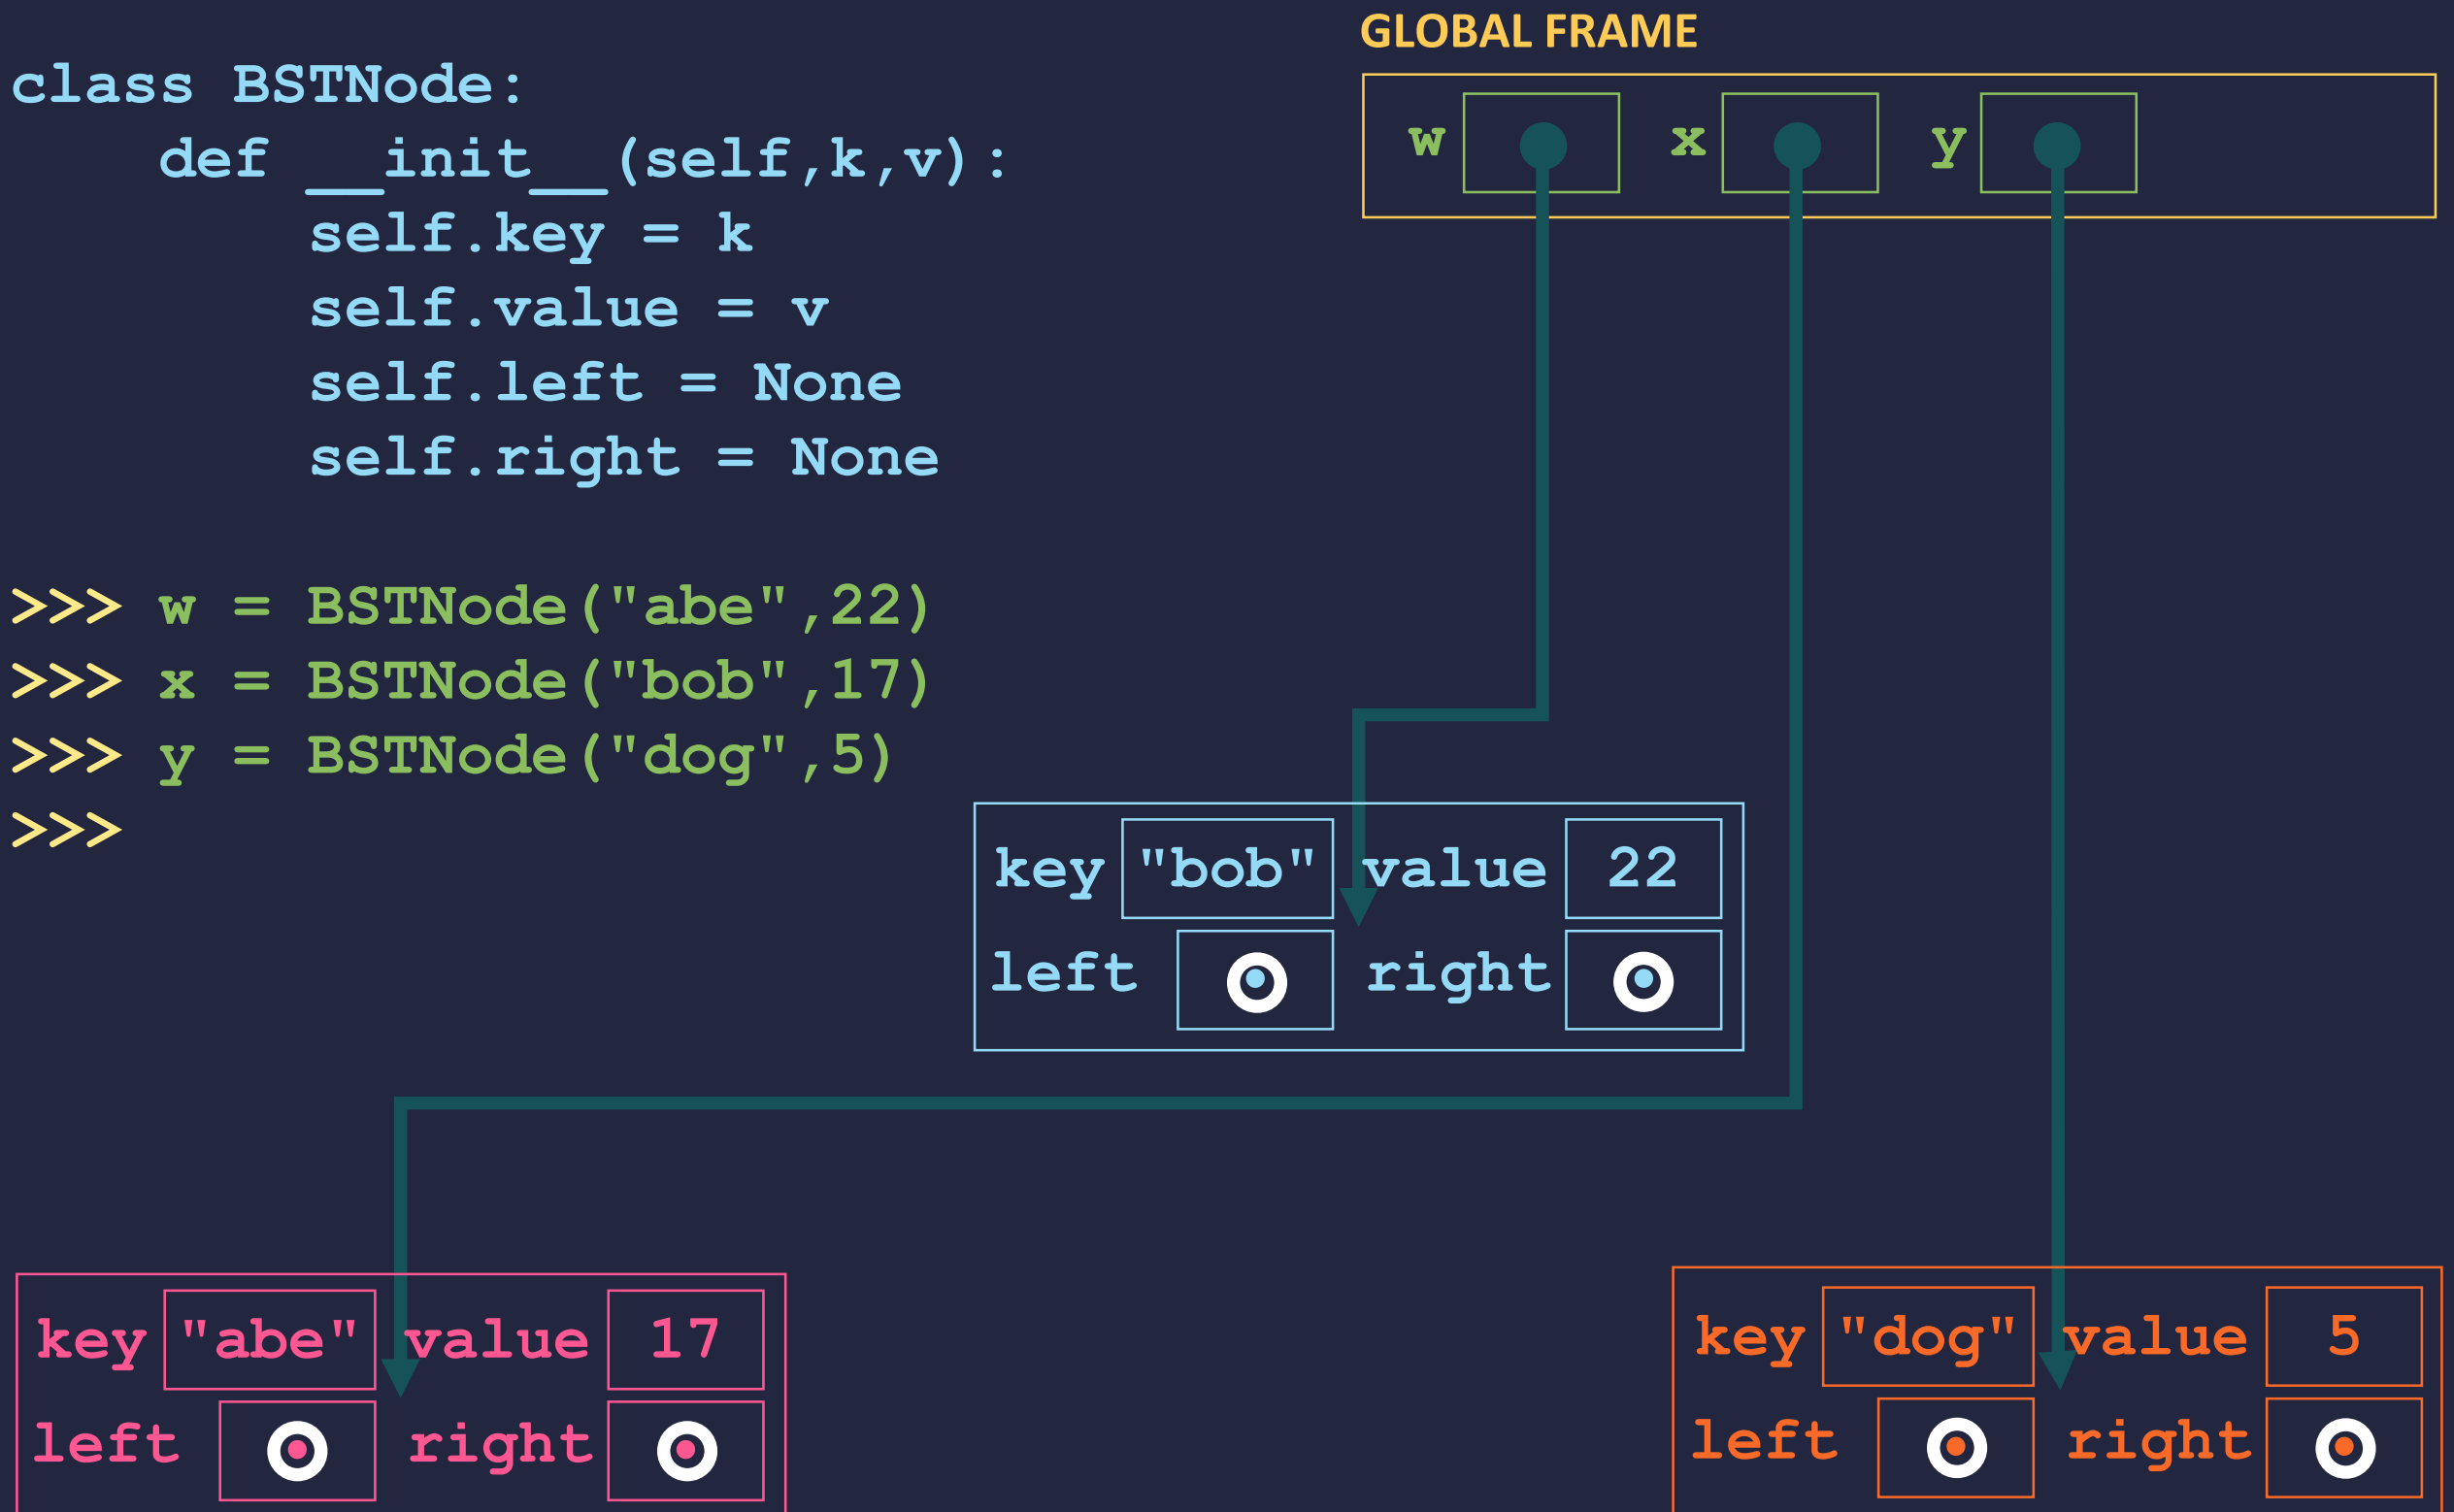 class BSTNode:
    def __init__(self,k,v):
        self.key = k
        self.value = v
        self.left = None
        self.right = None
>>> w = BSTNode("abe",22)
>>> x = BSTNode("bob",17)
>>> y = BSTNode("dog",5)
>>>
GLOBAL FRAME
w x y
key "bob" value 22
left right
key "abe" value 17
left right
key "dog" value 5
left right